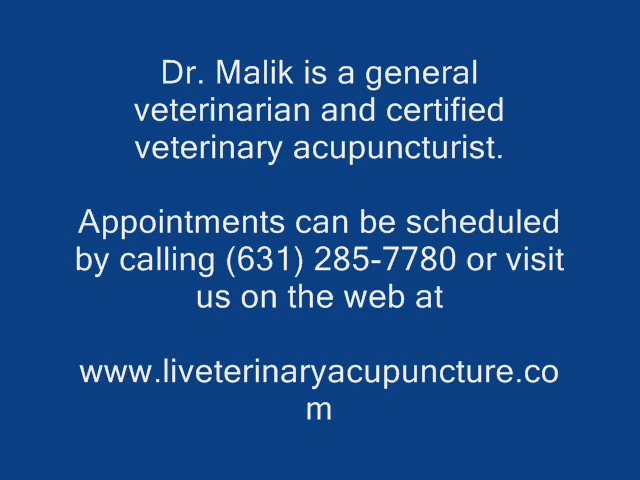 Dr. Malik is a general
veterinarian and certified
veterinary acupuncturist.
Appointments can be scheduled
by calling (631) 285-7780 or visit
us on the web at
www.liveterinaryacupuncture.co
m